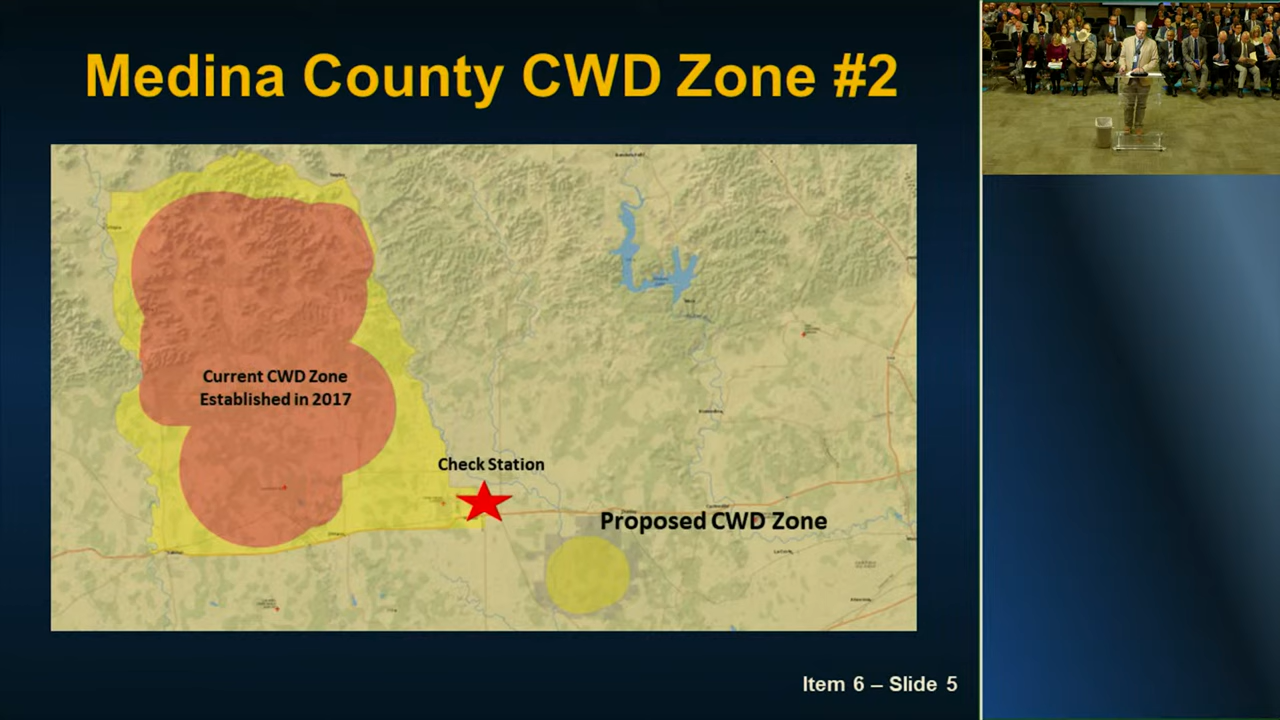 Medina County CWD Zone #2
Current CWD Zone
Established in 2017
Check Station
Proposed CWD Zone
Item 6 – Slide 5